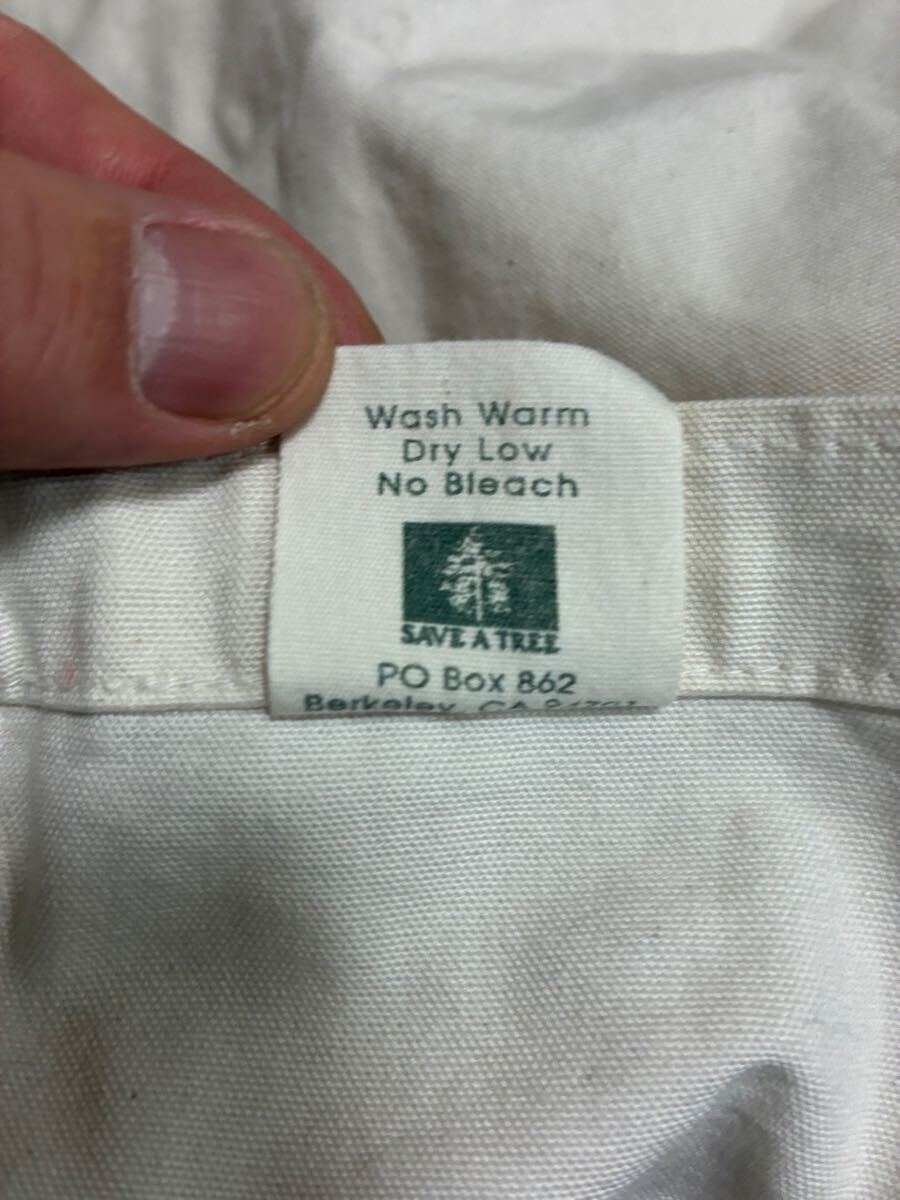 Wash Warm
Dry Low
No Bleach
SAVE A TREE
PO Box 862
Berkeley, CA